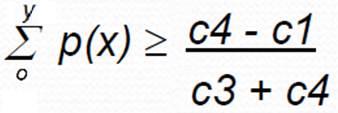 y
Σ p(x) ≥ c4 - c1
o
c3 + c4